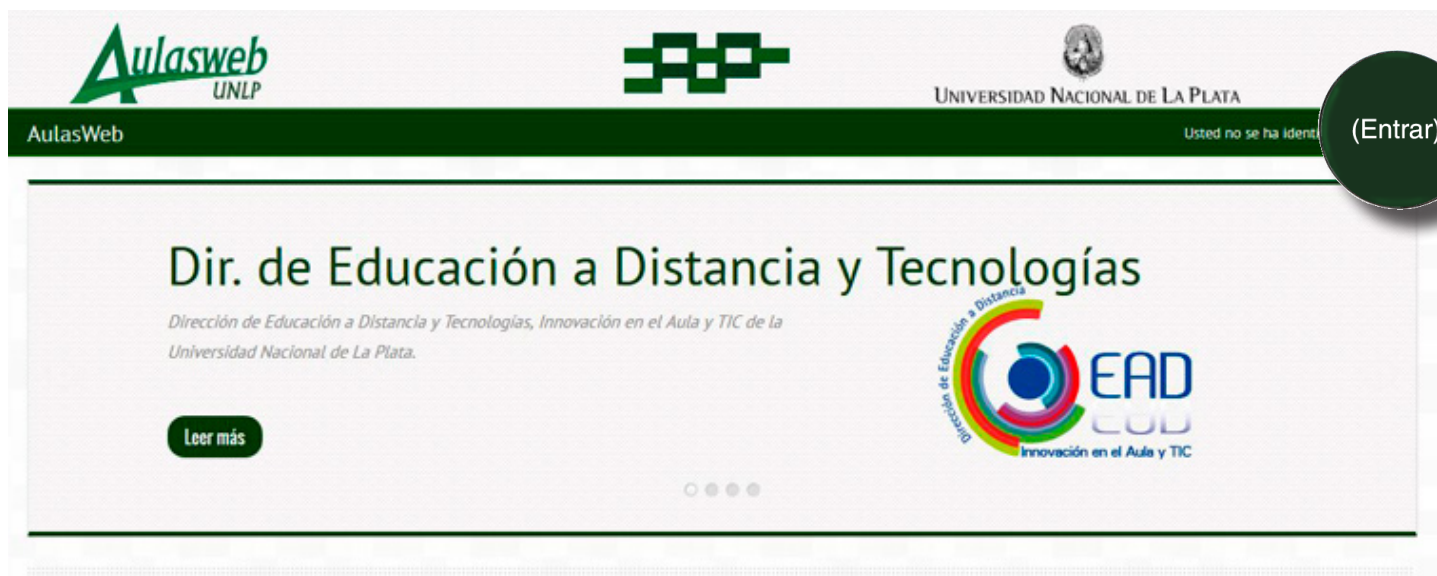 Aulasweb
UNLP
UNIVERSIDAD NACIONAL DE LA PLATA
AulasWeb
Usted no se ha identi
(Entrar)
Dir. de Educación a Distancia y Tecnologías
Dirección de Educación a Distancia y Tecnologías, Innovación en el Aula y TIC de la
Universidad Nacional de La Plata.
Dirección de Educación a Distancia
EAD
Innovación en el Aula y TIC
Leer más